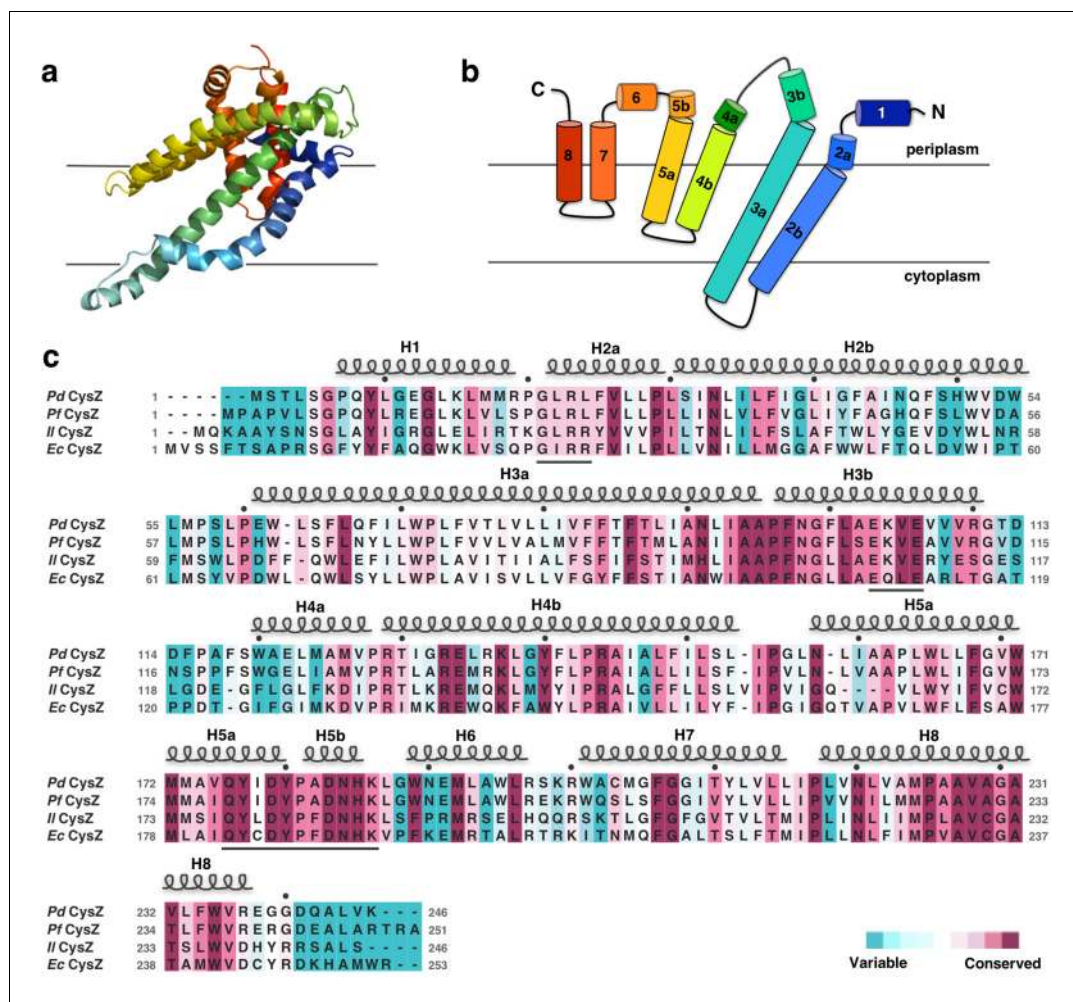 a
b
C
N
8
7
6
5b
5a
4a
4b
3b
3a
2a
2b
1
periplasm
cytoplasm
c
H1 H2a H2b
Pd CysZ 1 - - - - - - M S T L S G P Q Y L G E G L K L M M R P G L R L F V L L P L S I N L I L F I G L I G F A I N Q F S H W V D W 54
Pf CysZ 1 - - - - M P A P V L S G P Q Y L R E G L K L V L S P G L R L F V L L P L L I N L V L F V G L I Y F A G H Q F S L W V D A 56
Il CysZ 1 - - M Q K A A Y S N S G L A Y I G R G L E L I R T K G L R R Y V V V P I L T N L I L F S L A F T W L Y G E V D Y W L N R 58
Ec CysZ 1 M V S S F T S A P R S G F Y Y F A Q G W K L V S Q P G I R R F V I L P L L V N I L L M G G A F W W L F T Q L D V W I P T 60
H3a H3b
Pd CysZ 55 L M P S L P E W - L S F L Q F I L W P L F V T L V L L I V F F T F T L I A N L I A A P F N G F L A E K V E V V V R G T D 113
Pf CysZ 57 L M P S L P H W - L S F L N Y L L W P L F V L V L V A L M V F F S T M L A N I I A A P F N G F L S E K V E V V V R G V D 115
Il CysZ 59 F M S W L P D F F - Q W L S F L L W P L A V I T I I I A L F S F I F S T M H L I A A P F N G L L A E K V E R Y E S G E S 117
Ec CysZ 61 L M S Y V P D W L - Q W L S Y L L W P L A V I S V L L V F G Y F F S T I A N W I A A P F N G L L A E Q L E A R L T G A T 119
H4a H4b H5a
Pd CysZ 114 D F P A F S W A E L M A M V P R T I G R E L R K L G Y F L P R A I A L F I L S L F - I P G L N - L I A A P L W L L F G V W 171
Pf CysZ 116 N S P P F S W G E L I A M V P R T L A R E M R K L G Y F L P R A I A L L I L S F I - I P V L N - L V A A P L W L L F G V W 173
Il CysZ 118 L G D E G - F L G L F K D I P R T L K R E M Q K L M Y Y L P R A L G F F L L S L V I P V I G Q - - - V L W Y I F V C W 172
Ec CysZ 120 P P D T - G I F G I M K D V P R I M K R E W Q K F A W Y L P R A I V L L I L Y F - I P G I G Q T V A P V L W F L F S A W 177
H5a H5b H6 H7 H8
Pd CysZ 172 M M A V Q Y I D Y P A D N H K L G W N E M L A W L R S K R W A C M G F G G I T Y L V L L I P L V N L V A M P A A V A G A 231
Pf CysZ 174 M M A I Q Y I D Y P A D N H K L G W N E M L A W L R E K R W Q S L S F G G I V Y L V L L I P V V N I L M M P A A V A G A 233
Il CysZ 173 M M S I Q Y L D Y P A D N H K I S F P R M R S E L H Q Q R S K T L G F G F G V T V L T M I P L I N L I I M P A A V A G A 232
Ec CysZ 178 M L A I Q Y C D Y P F D N H K V P F K E M R T A L R T R K I T N M Q F G A L T S L F T M I P L L N L F I M P V A V C G A 237
H8
Pd CysZ 232 V L F W V R E G G D Q A L V K - - - 246
Pf CysZ 234 T L F W V R E R G D E A L A R T R A 251
Il CysZ 233 T S L W V D H Y R R S A L S - - - - 246
Ec CysZ 238 T A M W V D C Y R D K H A M W R - - 253
Variable Conserved